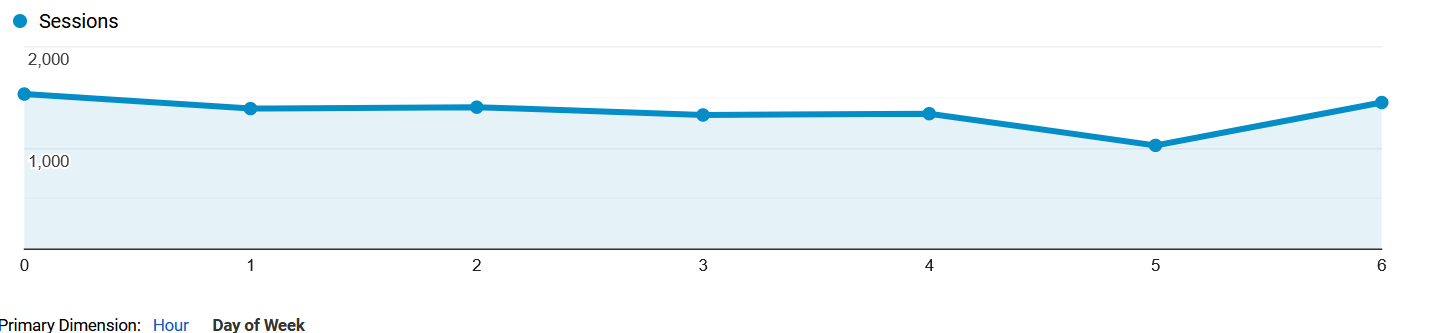 Sessions
2,000
1,000
0 1 2 3 4 5 6
Primary Dimension: Hour Day of Week